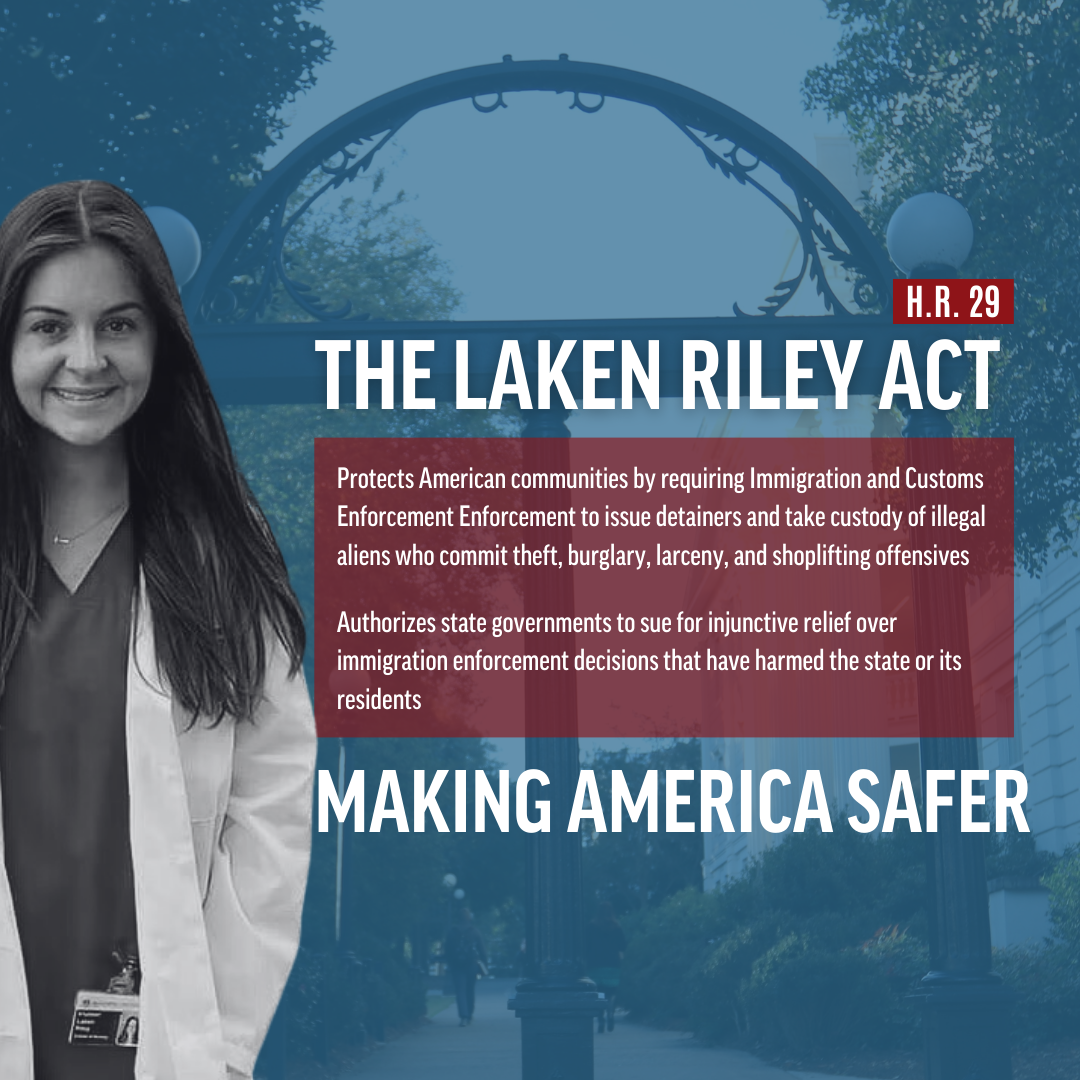 H.R. 29
THE LAKEN RILEY ACT
Protects American communities by requiring Immigration and Customs
Enforcement Enforcement to issue detainers and take custody of illegal
aliens who commit theft, burglary, larceny, and shoplifting offensives
Authorizes state governments to sue for injunctive relief over
immigration enforcement decisions that have harmed the state or its
residents
MAKING AMERICA SAFER
Laken
Riley